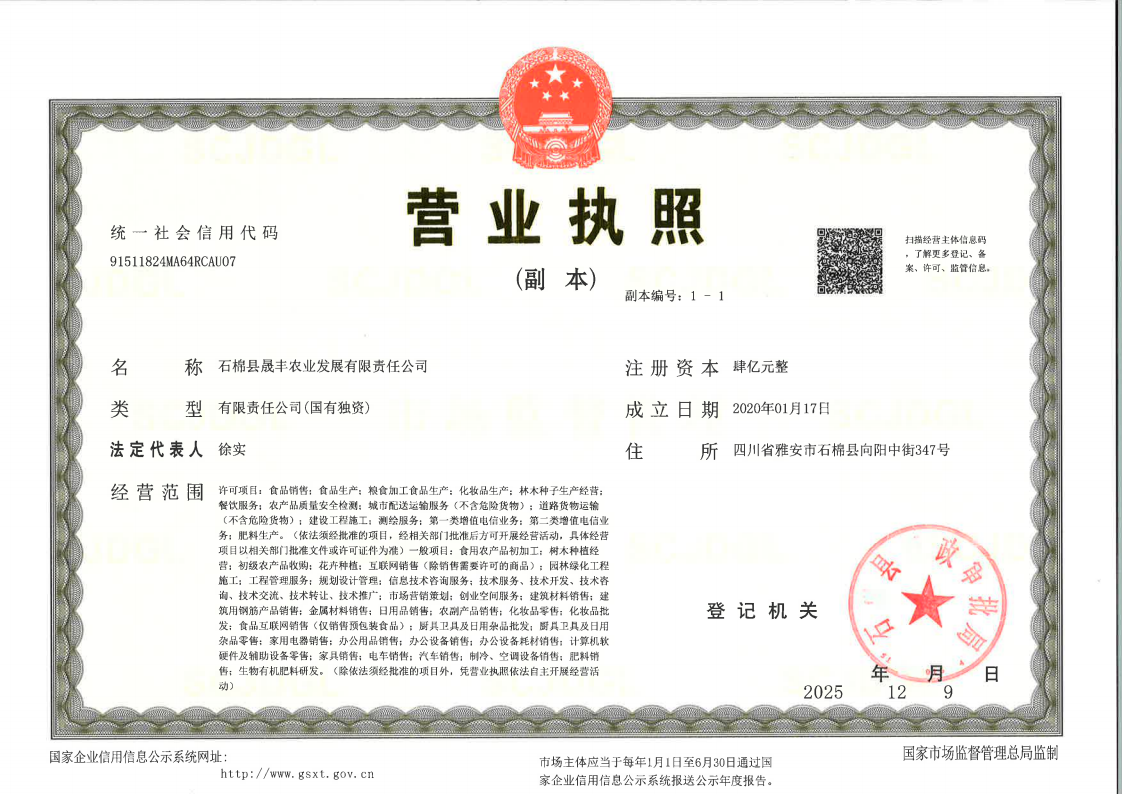 营业执照
(副 本)
统一社会信用代码
91511824MA64RCAU07
副本编号：1 - 1
扫描经营主体信息码
，了解更多登记、备
案、许可、监管信息。
名 称 石棉县晟丰农业发展有限责任公司
类 型 有限责任公司(国有独资)
法定代表人 徐实
经营范围 许可项目：食品销售；食品生产；粮食加工食品生产；化妆品生产；林木种子生产经营；
餐饮服务；农产品质量安全检测；城市配送运输服务（不含危险货物）；道路货物运输
（不含危险货物）；建设工程施工；测绘服务；第一类增值电信业务；第二类增值电信业
务；肥料生产。（依法须经批准的项目，经相关部门批准后方可开展经营活动，具体经营
项目以相关部门批准文件或许可证件为准）一般项目：食用农产品初加工；树木种植经
营；初级农产品收购；花卉种植；互联网销售（除销售需要许可的商品）；园林绿化工程
施工；工程管理服务；规划设计管理；信息技术咨询服务；技术服务、技术开发、技术咨
询、技术交流、技术转让、技术推广；市场营销策划；创业空间服务；建筑材料销售；建
筑用钢筋产品销售；金属材料销售；日用品销售；农副产品销售；化妆品零售；化妆品批
发；食品互联网销售（仅销售预包装食品）；厨具卫具及日用杂品批发；厨具卫具及日用
杂品零售；家用电器销售；办公用品销售；办公设备销售；办公设备耗材销售；计算机软
硬件及辅助设备零售；家具销售；电车销售；汽车销售；制冷、空调设备销售；肥料销
售；生物有机肥料研发。（除依法须经批准的项目外，凭营业执照依法自主开展经营活
动）
注册资本 肆亿元整
成立日期 2020年01月17日
住 所 四川省雅安市石棉县向阳中街347号
登记机关
石 县 政审批局
年 月 日
2025 12 9
国家企业信用信息公示系统网址：
http://www.gsxt.gov.cn
市场主体应当于每年1月1日至6月30日通过国
家企业信用信息公示系统报送公示年度报告。
国家市场监督管理总局监制